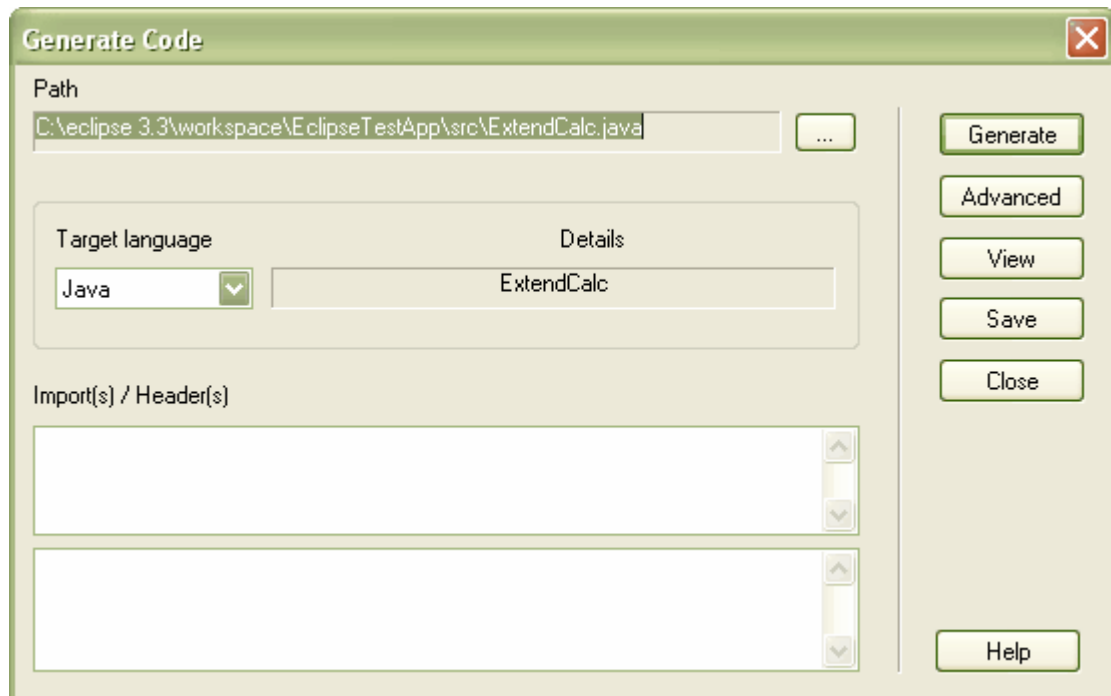 Generate Code
Path
C:\eclipse 3.3\workspace\EclipseTestApp\src\ExtendCalc.java
...
Generate
Advanced
Target language
Details
View
Java
ExtendCalc
Save
Close
Import(s) / Header(s)
Help